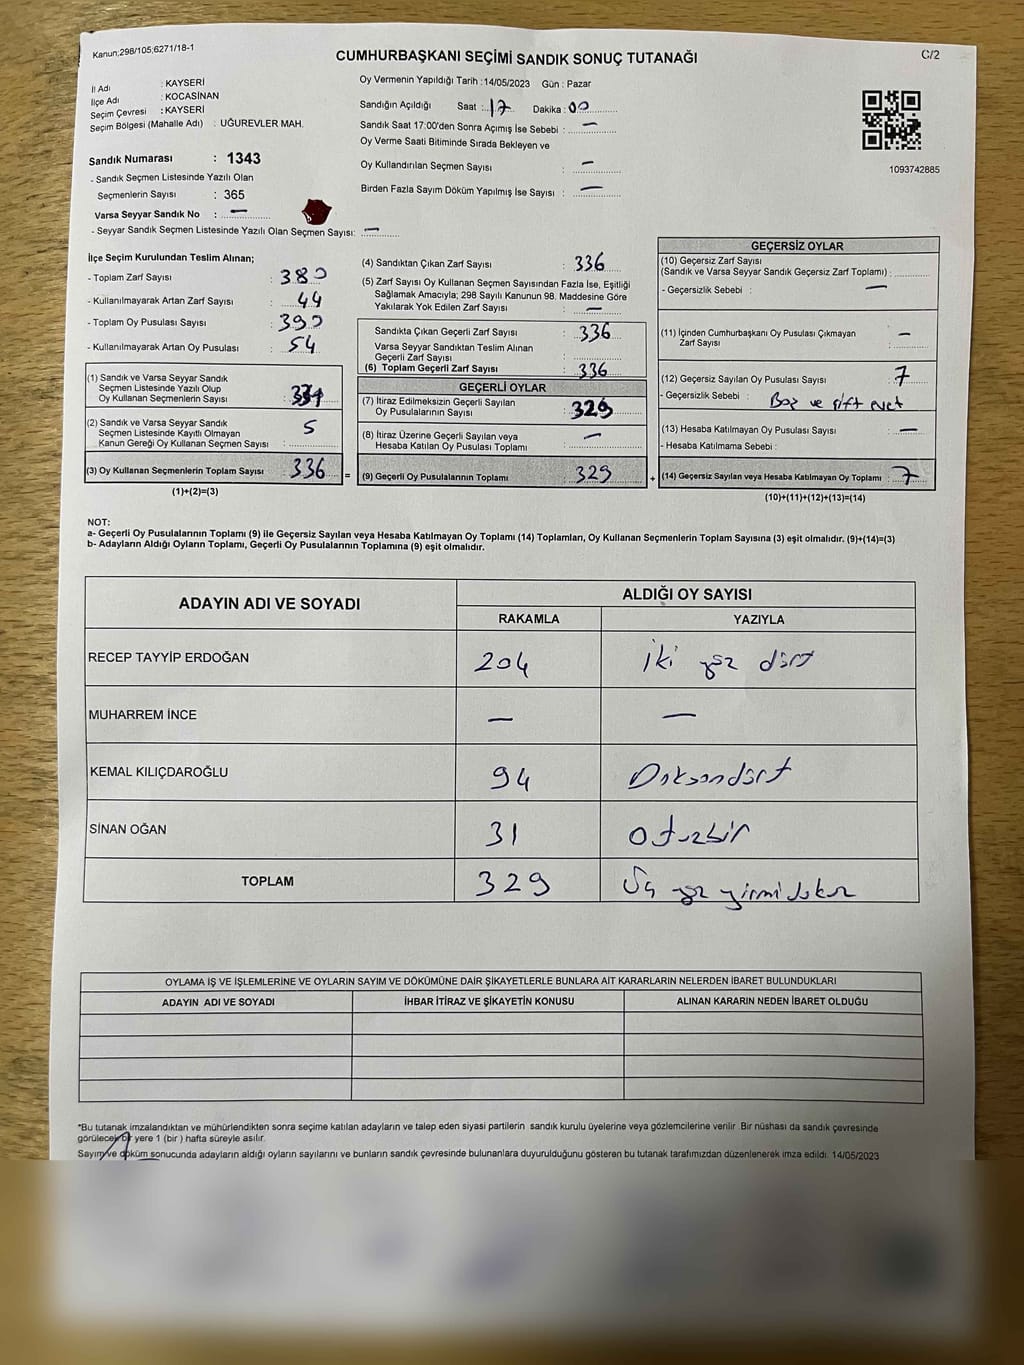 Kanun;298/105;6271/18-1
CUMHURBAŞKANI SEÇİMİ SANDIK SONUÇ TUTANAĞI
C/2
İl Adı : KAYSERİ
İlçe Adı : KOCASİNAN
Seçim Çevresi : KAYSERİ
Seçim Bölgesi (Mahalle Adı) : UĞUREVLER MAH.
Sandık Numarası : 1343
- Sandık Seçmen Listesinde Yazılı Olan
Seçmenlerin Sayısı : 365
Varsa Seyyar Sandık No : —
- Seyyar Sandık Seçmen Listesinde Yazılı Olan Seçmen Sayısı: —
Oy Vermenin Yapıldığı Tarih : 14/05/2023 Gün : Pazar
Sandığın Açıldığı Saat : 17 Dakika : 00
Sandık Saat 17:00'den Sonra Açımış İse Sebebi : —
Oy Verme Saati Bitiminde Sırada Bekleyen ve
Oy Kullandırılan Seçmen Sayısı : —
Birden Fazla Sayım Döküm Yapılmış İse Sayısı : —
1093742885
İlçe Seçim Kurulundan Teslim Alınan;
- Toplam Zarf Sayısı : 380
- Kullanılmayarak Artan Zarf Sayısı : 44
- Toplam Oy Pusulası Sayısı : 390
- Kullanılmayarak Artan Oy Pusulası : 54
(1) Sandık ve Varsa Seyyar Sandık
Seçmen Listesinde Yazılı Olup
Oy Kullanan Seçmenlerin Sayısı :
(2) Sandık ve Varsa Seyyar Sandık
Seçmen Listesinde Kayıtlı Olmayan
Kanun Gereği Oy Kullanan Seçmen Sayısı : 5
(3) Oy Kullanan Seçmenlerin Toplam Sayısı : 336 =
(1)+(2)=(3)
(4) Sandıktan Çıkan Zarf Sayısı : 336
(5) Zarf Sayısı Oy Kullanan Seçmen Sayısından Fazla İse, Eşitliği
Sağlamak Amacıyla; 298 Sayılı Kanunun 98. Maddesine Göre
Yakılarak Yok Edilen Zarf Sayısı : —
Sandıkta Çıkan Geçerli Zarf Sayısı : 336
Varsa Seyyar Sandıktan Teslim Alınan
Geçerli Zarf Sayısı :
(6) Toplam Geçerli Zarf Sayısı : 336
GEÇERLİ OYLAR
(7) İtiraz Edilmeksizin Geçerli Sayılan
Oy Pusulalarının Sayısı : 329
(8) İtiraz Üzerine Geçerli Sayılan veya
Hesaba Katılan Oy Pusulası Toplamı : —
(9) Geçerli Oy Pusulalarının Toplamı : 329 +
GEÇERSİZ OYLAR
(10) Geçersiz Zarf Sayısı
(Sandık ve Varsa Seyyar Sandık Geçersiz Zarf Toplamı) :
- Geçersizlik Sebebi : —
(11) İçinden Cumhurbaşkanı Oy Pusulası Çıkmayan
Zarf Sayısı : —
(12) Geçersiz Sayılan Oy Pusulası Sayısı : 7
- Geçersizlik Sebebi : Boş ve çift evet
(13) Hesaba Katılmayan Oy Pusulası Sayısı : —
- Hesaba Katılmama Sebebi :
(14) Geçersiz Sayılan veya Hesaba Katılmayan Oy Toplamı : 7
(10)+(11)+(12)+(13)=(14)
NOT:
a- Geçerli Oy Pusulalarının Toplamı (9) ile Geçersiz Sayılan veya Hesaba Katılmayan Oy Toplamı (14) Toplamları, Oy Kullanan Seçmenlerin Toplam Sayısına (3) eşit olmalıdır. (9)+(14)=(3)
b- Adayların Aldığı Oyların Toplamı, Geçerli Oy Pusulalarının Toplamına (9) eşit olmalıdır.
ADAYIN ADI VE SOYADI ALDIĞI OY SAYISI
RAKAMLA YAZIYLA
RECEP TAYYİP ERDOĞAN 204 İki yüz dört
MUHARREM İNCE — —
KEMAL KILIÇDAROĞLU 94 Doksandört
SİNAN OĞAN 31 otuzbir
TOPLAM 329 Üç yüz yirmidokuz
OYLAMA İŞ VE İŞLEMLERİNE VE OYLARIN SAYIM VE DÖKÜMÜNE DAİR ŞİKAYETLERLE BUNLARA AİT KARARLARIN NELERDEN İBARET BULUNDUKLARI
ADAYIN ADI VE SOYADI İHBAR İTİRAZ VE ŞİKAYETİN KONUSU ALINAN KARARIN NEDEN İBARET OLDUĞU
*Bu tutanak imzalandıktan ve mühürlendikten sonra seçime katılan adayların ve talep eden siyasi partilerin sandık kurulu üyelerine veya gözlemcilerine verilir. Bir nüshası da sandık çevresinde
görülecek bir yere 1 (bir) hafta süreyle asılır.
Sayım ve döküm sonucunda adayların aldığı oyların sayılarını ve bunların sandık çevresinde bulunanlara duyurulduğunu gösteren bu tutanak tarafımızdan düzenlenerek imza edildi. 14/05/2023